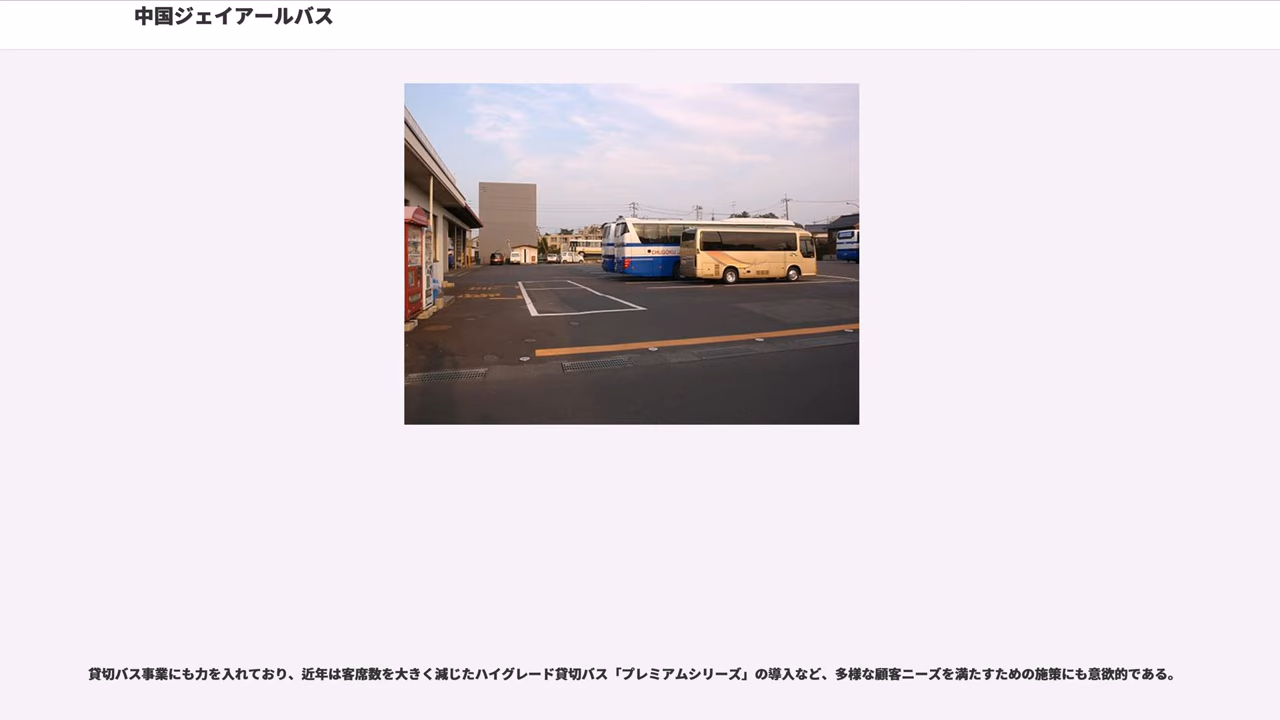 中国ジェイアールバス
CHUGOKU
貸切バス事業にも力を入れており、近年は客席数を大きく減じたハイグレード貸切バス「プレミアムシリーズ」の導入など、多様な顧客ニーズを満たすための施策にも意欲的である。